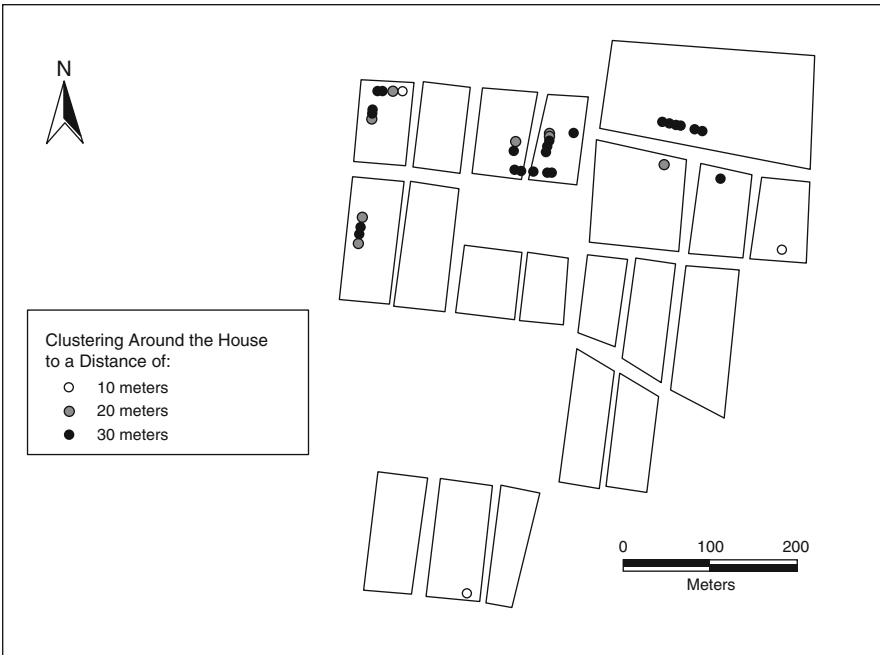 N
Clustering Around the House
to a Distance of:
10 meters
20 meters
30 meters
0 100 200
Meters